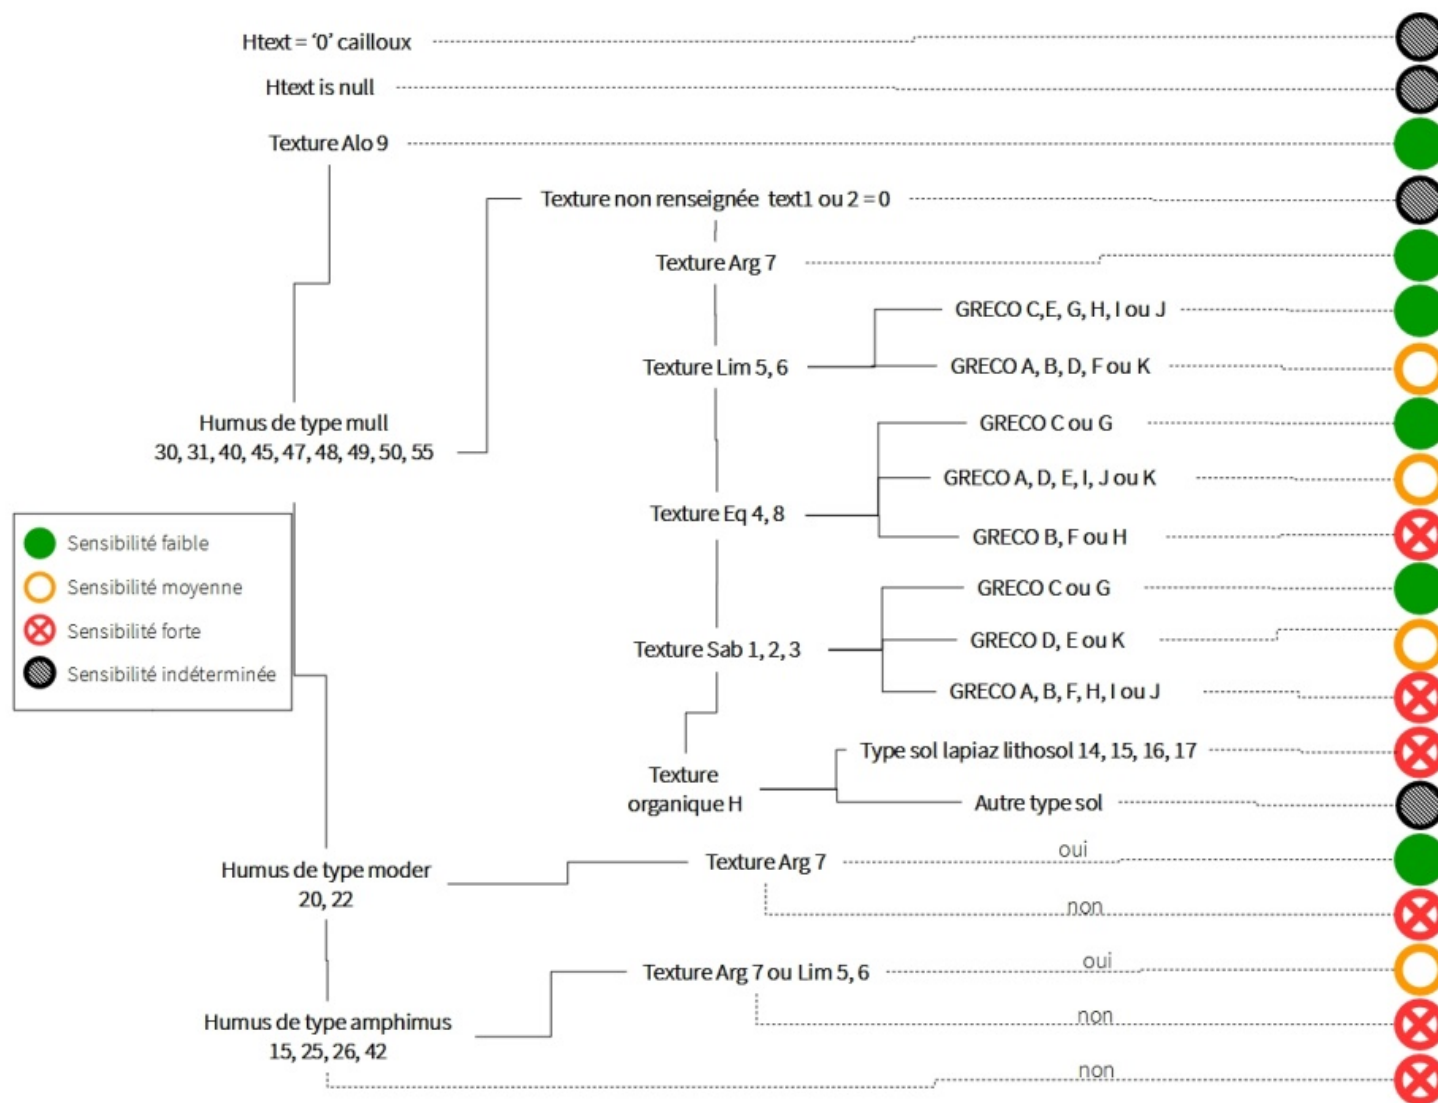 Htext = ‘0’ cailloux
Htext is null
Texture Alo 9
Texture non renseignée text1 ou 2 = 0
Texture Arg 7
GRECO C,E, G, H, I ou J
Texture Lim 5, 6
GRECO A, B, D, F ou K
Humus de type mull
30, 31, 40, 45, 47, 48, 49, 50, 55
GRECO C ou G
GRECO A, D, E, I, J ou K
Texture Eq 4, 8
GRECO B, F ou H
Sensibilité faible
Sensibilité moyenne
Sensibilité forte
Sensibilité indéterminée
GRECO C ou G
GRECO D, E ou K
Texture Sab 1, 2, 3
GRECO A, B, F, H, I ou J
Type sol lapiaz lithosol 14, 15, 16, 17
Texture
organique H
Autre type sol
Humus de type moder
20, 22
Texture Arg 7
oui
non
Texture Arg 7 ou Lim 5, 6
oui
non
Humus de type amphimus
15, 25, 26, 42
non